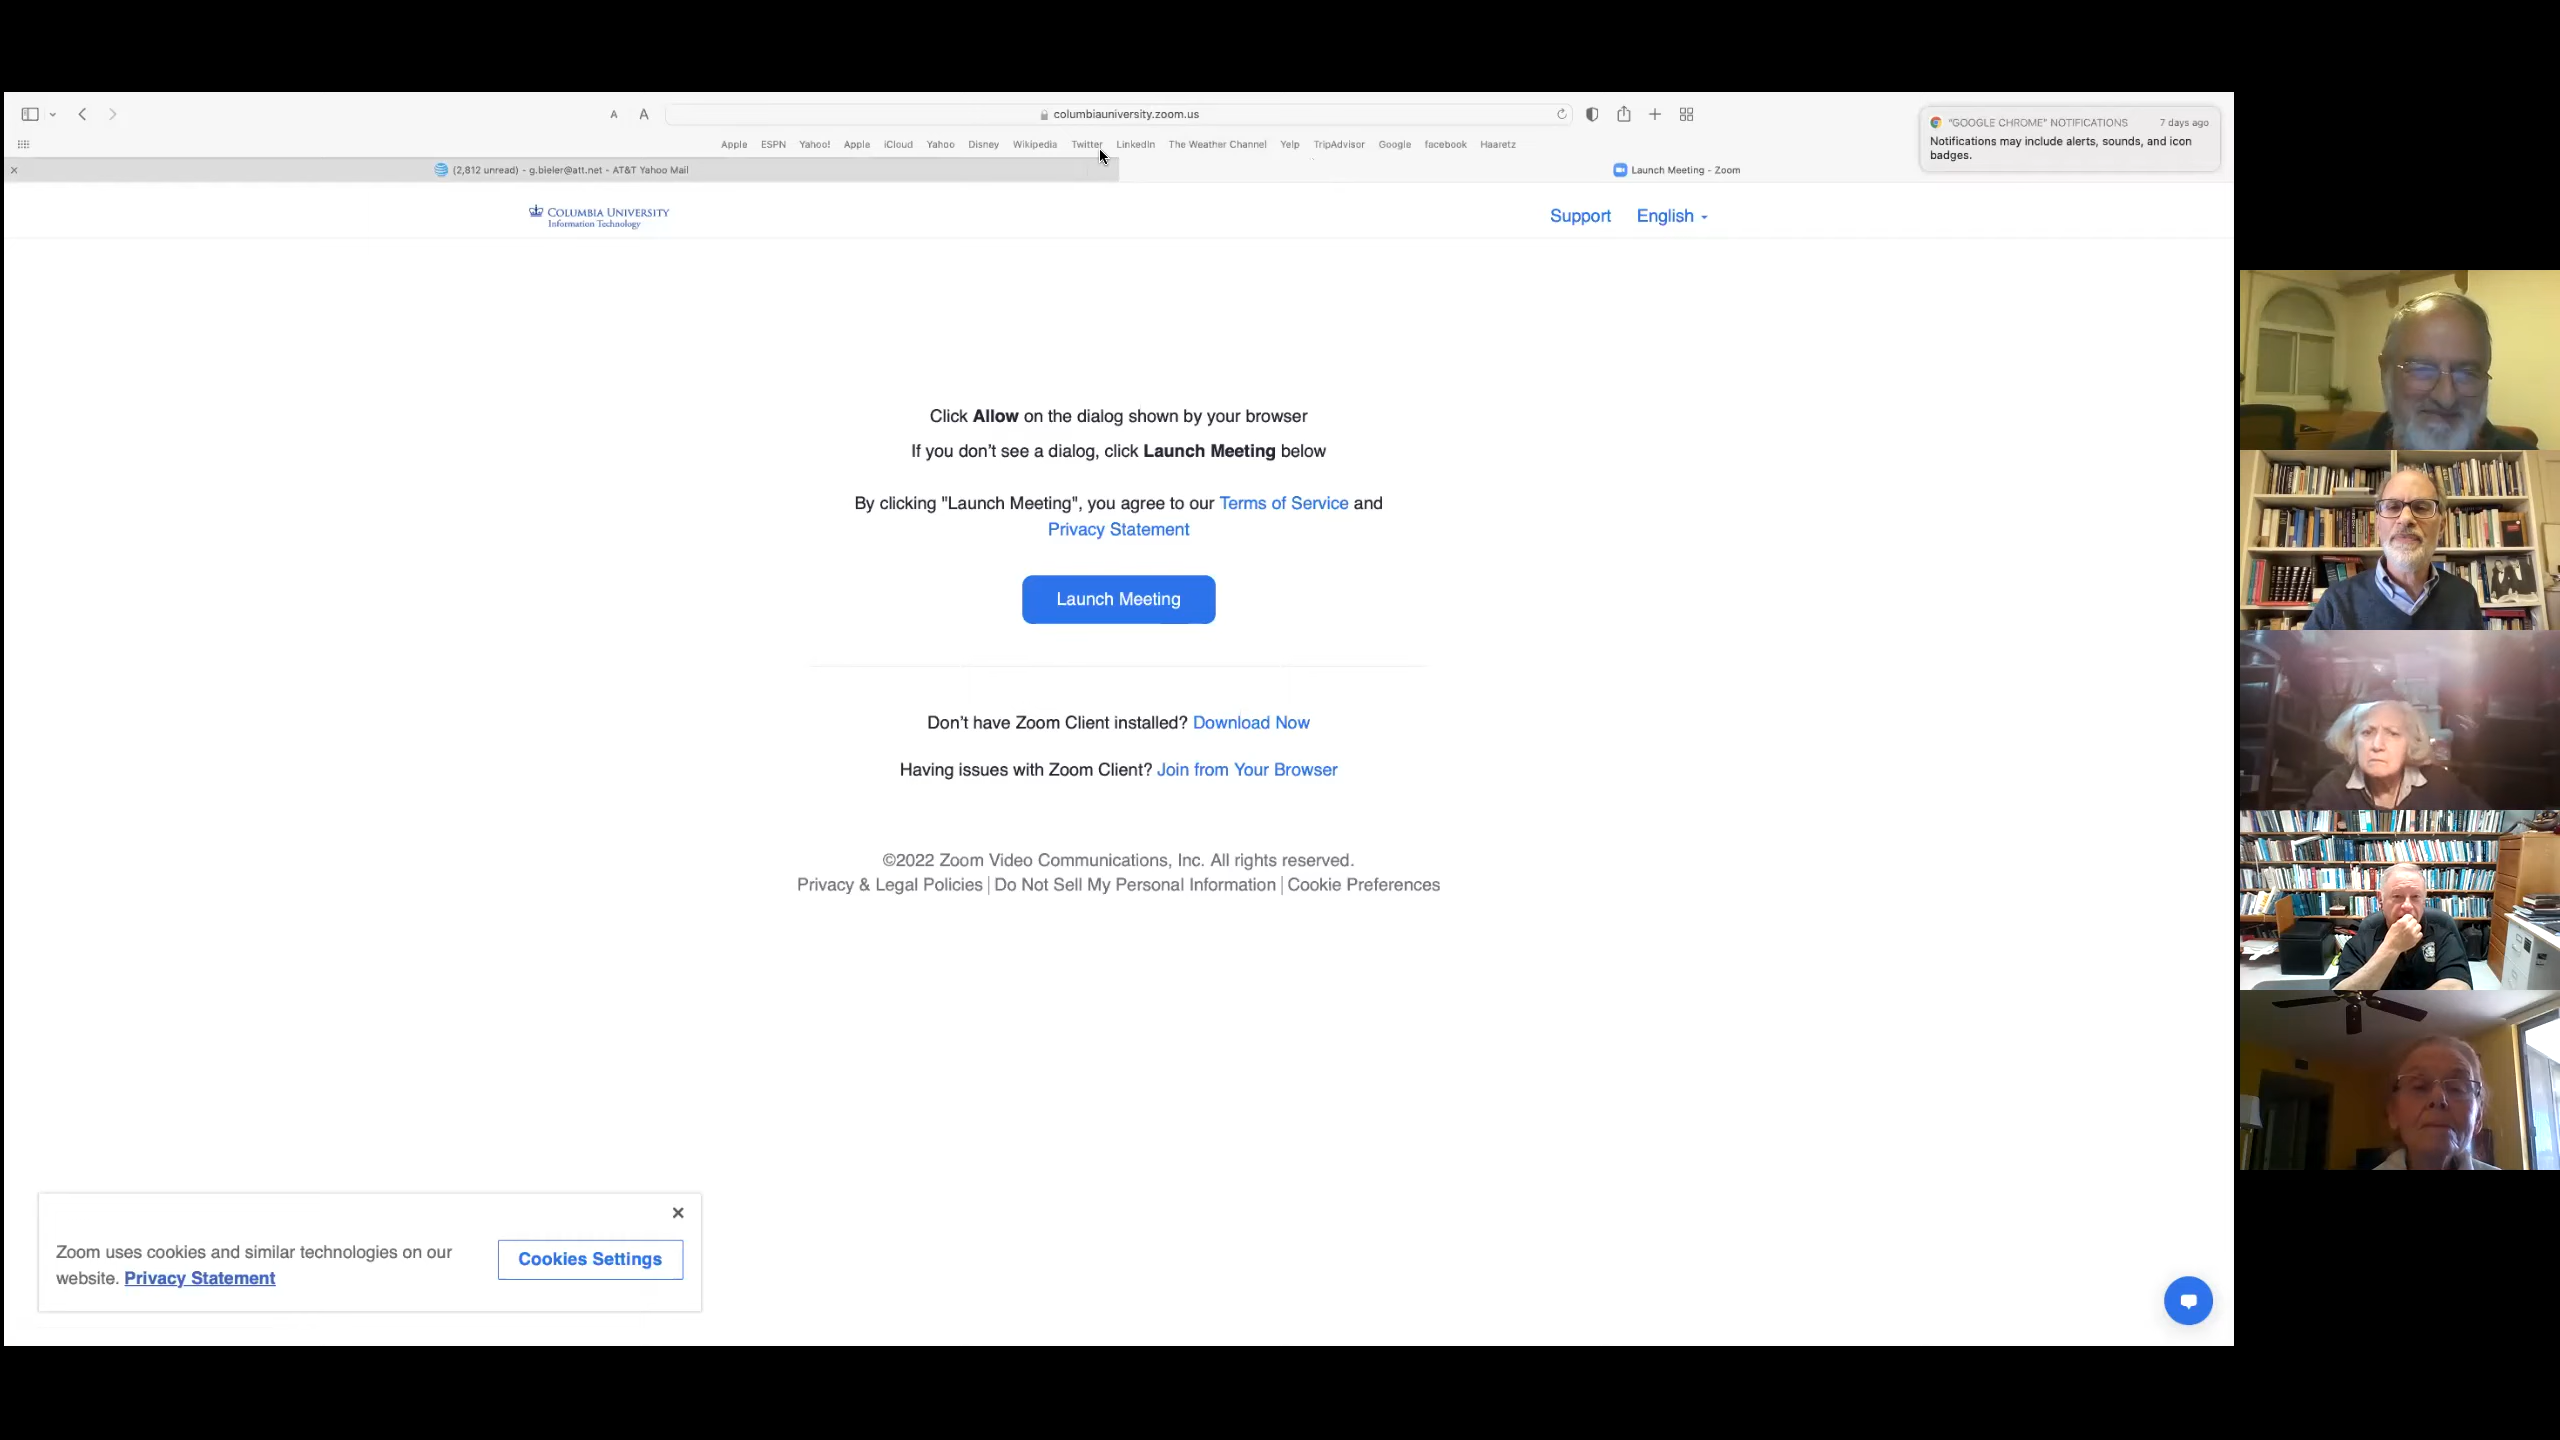 A A columbiauniversity.zoom.us
"GOOGLE CHROME" NOTIFICATIONS 7 days ago
Notifications may include alerts, sounds, and icon
badges.
Apple ESPN Yahoo! Apple iCloud Yahoo Disney Wikipedia Twitter LinkedIn The Weather Channel Yelp TripAdvisor Google facebook Haaretz
(2,812 unread) - g.bieler@att.net - AT&T Yahoo Mail
Launch Meeting - Zoom
COLUMBIA UNIVERSITY
Information Technology
Support English
Click Allow on the dialog shown by your browser
If you don't see a dialog, click Launch Meeting below
By clicking "Launch Meeting", you agree to our Terms of Service and
Privacy Statement
Launch Meeting
Don't have Zoom Client installed? Download Now
Having issues with Zoom Client? Join from Your Browser
©2022 Zoom Video Communications, Inc. All rights reserved.
Privacy & Legal Policies | Do Not Sell My Personal Information | Cookie Preferences
Zoom uses cookies and similar technologies on our
website. Privacy Statement
Cookies Settings